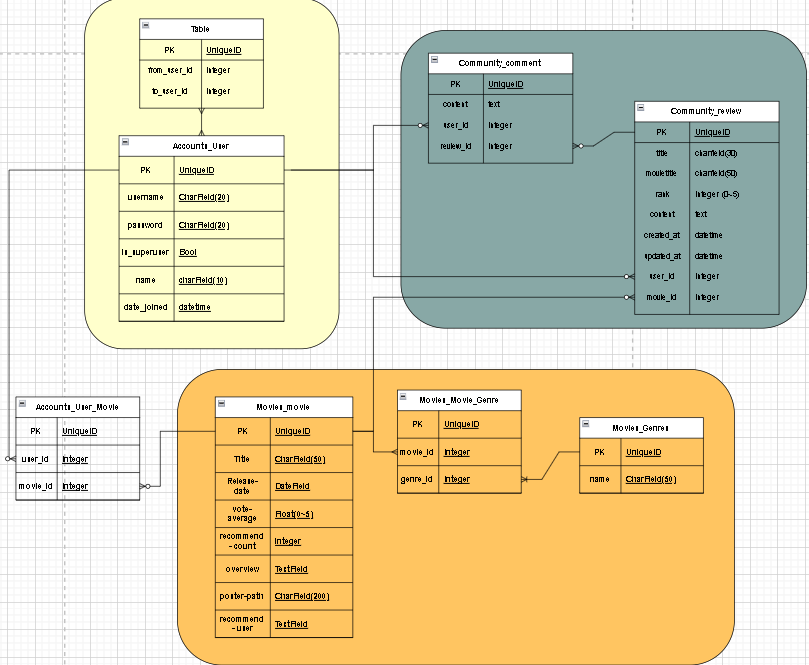 Table
PK UniqueID
from_user_id Integer
to_user_id Integer
Accounts_User
PK UniqueID
username CharField(20)
password CharField(20)
is_superuser Bool
name charField(10)
date_joined datetime
Community_comment
PK UniqueID
content text
user_id Integer
review_id Integer
Community_review
PK UniqueID
title charfield(30)
movietitle charfield(50)
rank Integer (0~5)
content text
created_at datetime
updated_at datetime
user_id Integer
movie_id Integer
Accounts_User_Movie
PK UniqueID
user_id Integer
movie_id Integer
Movies_movie
PK UniqueID
Title CharField(50)
Release-
date DateField
vote-
average Float(0~5)
recommend
-count Integer
overview TextField
poster-path CharField(200)
recommend
-user TextField
Movies_Movie_Genre
PK UniqueID
movie_id Integer
genre_id Integer
Movies_Genres
PK UniqueID
name CharField(50)